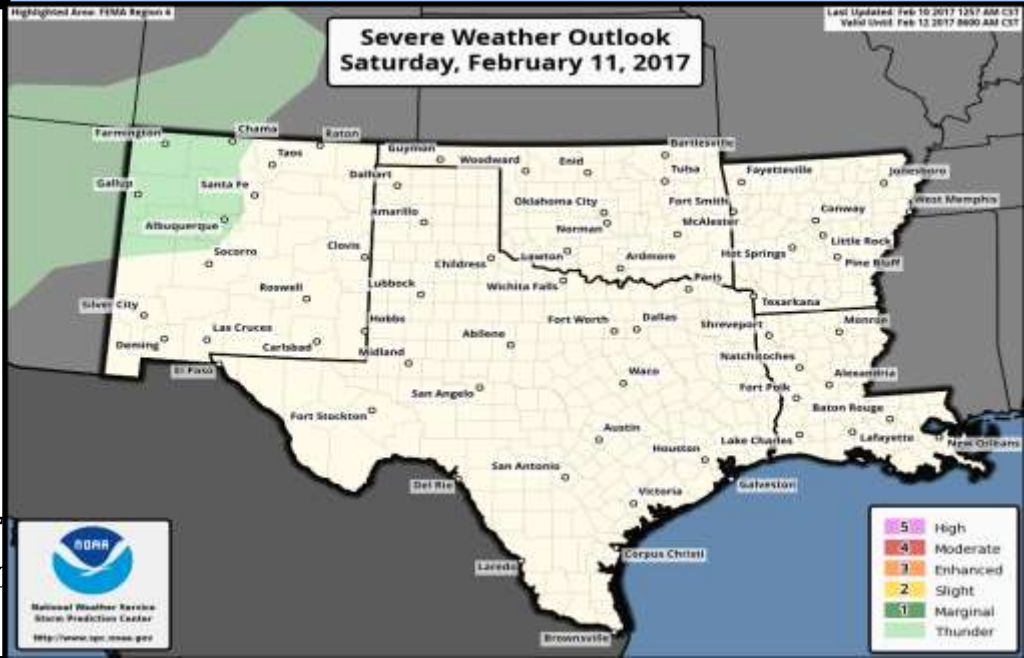 Highlighted Area: FEMA Region 6
Last Updated: Feb 10 2017 1257 AM CST
Valid Until: Feb 12 2017 0600 AM CST
Severe Weather Outlook
Saturday, February 11, 2017
Farmington
Chama
Raton
Taos
Guymon
Woodward
Enid
Bartlesville
Gallup
Santa Fe
Dalhart
Tulsa
Fayetteville
Jonesboro
Albuquerque
Amarillo
Oklahoma City
Fort Smith
Conway
West Memphis
Norman
McAlester
Socorro
Clovis
Childress
Lawton
Ardmore
Hot Springs
Little Rock
Pine Bluff
Roswell
Lubbock
Wichita Falls
Paris
Texarkana
Silver City
Las Cruces
Hobbs
Abilene
Fort Worth
Dallas
Shreveport
Monroe
Deming
Carlsbad
Midland
Natchitoches
El Paso
San Angelo
Waco
Fort Polk
Alexandria
Fort Stockton
Austin
Baton Rouge
Houston
Lake Charles
Lafayette
New Orleans
San Antonio
Del Rio
Victoria
Galveston
Laredo
Corpus Christi
Brownsville
NOAA
National Weather Service
Storm Prediction Center
http://www.spc.noaa.gov
5 High
4 Moderate
3 Enhanced
2 Slight
1 Marginal
Thunder